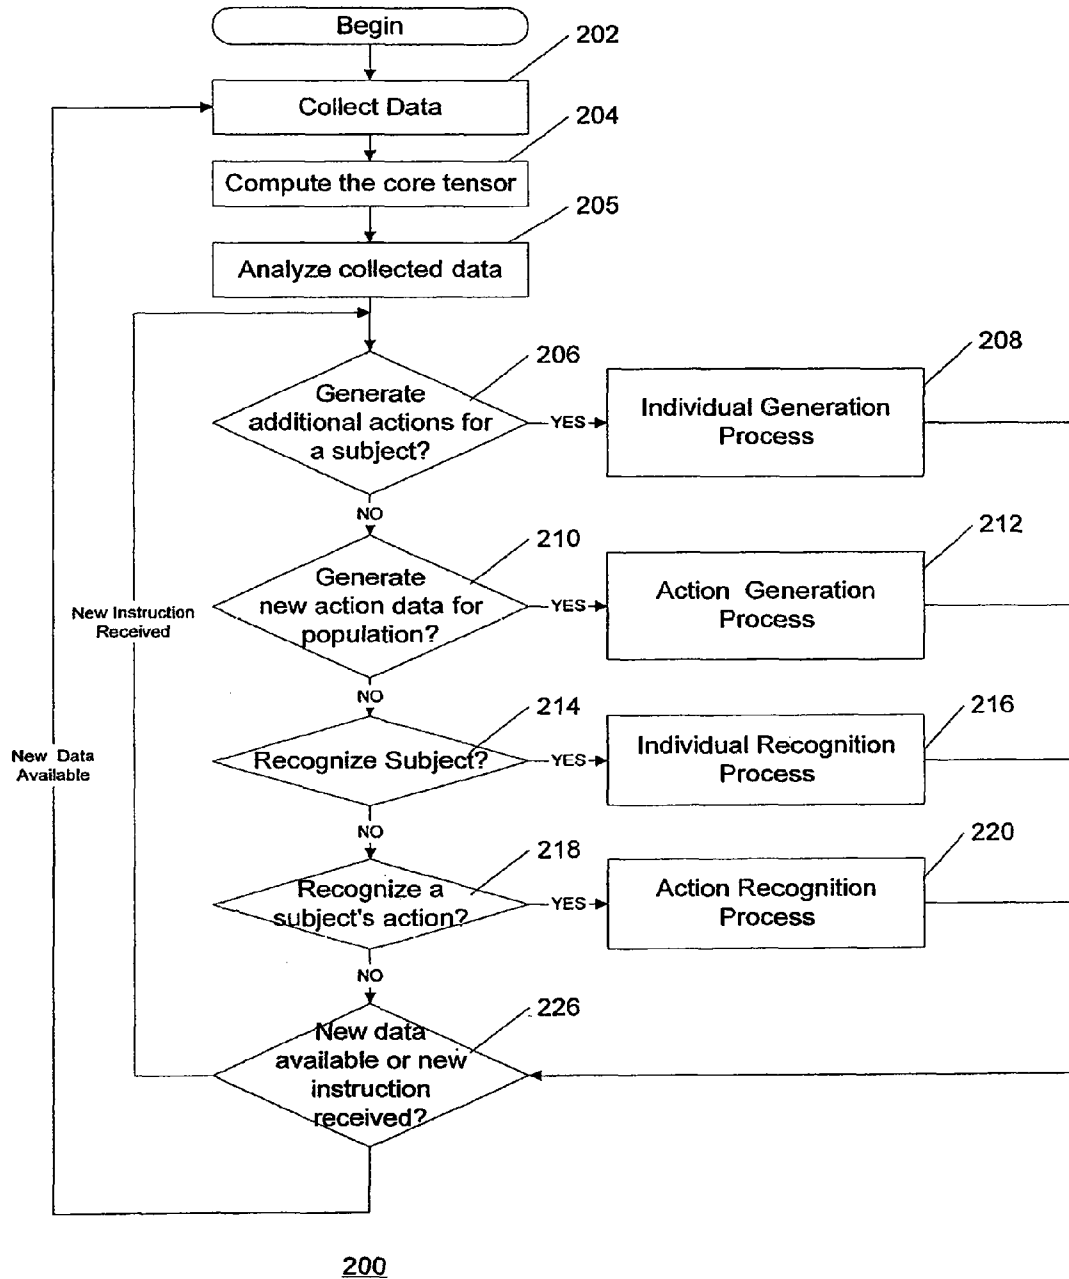 Begin
202
Collect Data
204
Compute the core tensor
205
Analyze collected data
206
208
Generate
additional actions for
a subject?
YES
Individual Generation
Process
NO
210
212
Generate
new action data for
population?
YES
Action Generation
Process
New Instruction
Received
NO
214
216
Recognize Subject?
YES
Individual Recognition
Process
New Data
Available
NO
218
220
Recognize a
subject's action?
YES
Action Recognition
Process
NO
226
New data
available or new
instruction
received?
200